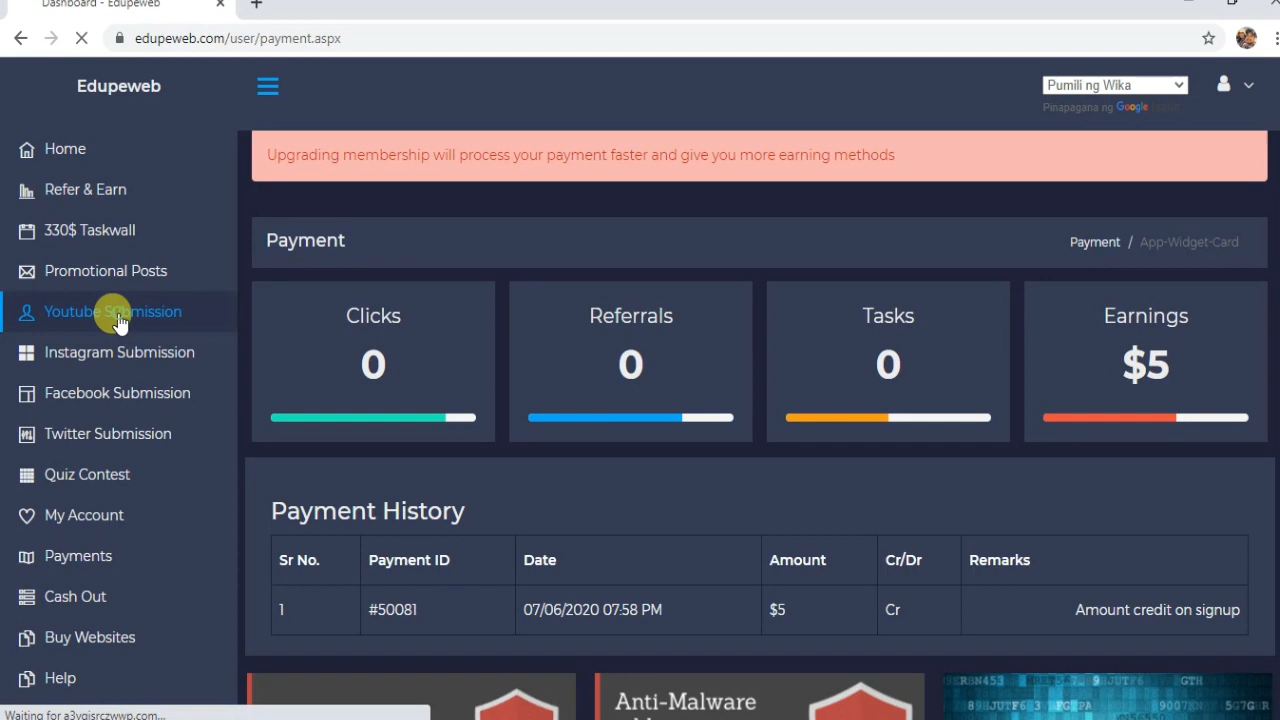 Dashboard - Edupeweb
edupeweb.com/user/payment.aspx
Edupeweb
Pumili ng Wika
Pinapagana ng Google
Home
Refer & Earn
330$ Taskwall
Promotional Posts
Youtube Submission
Instagram Submission
Facebook Submission
Twitter Submission
Quiz Contest
My Account
Payments
Cash Out
Buy Websites
Help
Upgrading membership will process your payment faster and give you more earning methods
Payment
Payment / App-Widget-Card
Clicks
0
Referrals
0
Tasks
0
Earnings
$5
Payment History
Sr No. Payment ID Date Amount Cr/Dr Remarks
1 #50081 07/06/2020 07:58 PM $5 Cr Amount credit on signup
Anti-Malware